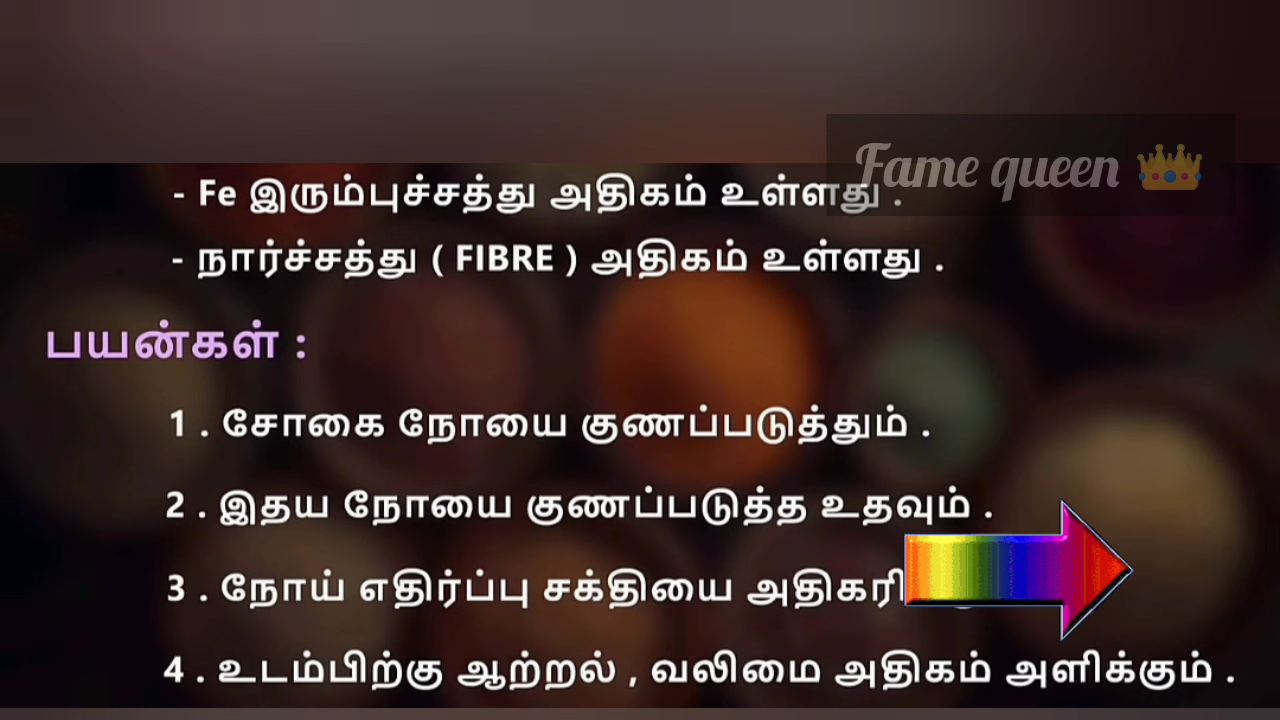 Fame queen 👑
- Fe இரும்புச்சத்து அதிகம் உள்ளது .
- நார்ச்சத்து ( FIBRE ) அதிகம் உள்ளது .
பயன்கள் :
1 . சோகை நோயை குணப்படுத்தும் .
2 . இதய நோயை குணப்படுத்த உதவும் .
3 . நோய் எதிர்ப்பு சக்தியை
4 . உடம்பிற்கு ஆற்றல் , வலிமை அதிகம் அளிக்கும் .